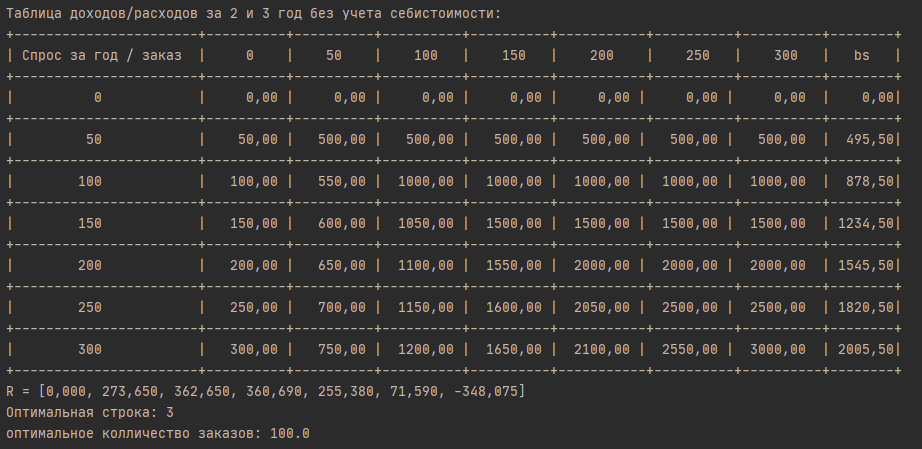 Таблица доходов/расходов за 2 и 3 год без учета себистоимости:
+----------------------+----------+----------+----------+----------+----------+----------+----------+--------+
| Спрос за год / заказ | 0 | 50 | 100 | 150 | 200 | 250 | 300 | bs |
+----------------------+----------+----------+----------+----------+----------+----------+----------+--------+
| 0 | 0,00 | 0,00 | 0,00 | 0,00 | 0,00 | 0,00 | 0,00 | 0,00|
+----------------------+----------+----------+----------+----------+----------+----------+----------+--------+
| 50 | 50,00 | 500,00 | 500,00 | 500,00 | 500,00 | 500,00 | 500,00 | 495,50|
+----------------------+----------+----------+----------+----------+----------+----------+----------+--------+
| 100 | 100,00 | 550,00 | 1000,00 | 1000,00 | 1000,00 | 1000,00 | 1000,00 | 878,50|
+----------------------+----------+----------+----------+----------+----------+----------+----------+--------+
| 150 | 150,00 | 600,00 | 1050,00 | 1500,00 | 1500,00 | 1500,00 | 1500,00 | 1234,50|
+----------------------+----------+----------+----------+----------+----------+----------+----------+--------+
| 200 | 200,00 | 650,00 | 1100,00 | 1550,00 | 2000,00 | 2000,00 | 2000,00 | 1545,50|
+----------------------+----------+----------+----------+----------+----------+----------+----------+--------+
| 250 | 250,00 | 700,00 | 1150,00 | 1600,00 | 2050,00 | 2500,00 | 2500,00 | 1820,50|
+----------------------+----------+----------+----------+----------+----------+----------+----------+--------+
| 300 | 300,00 | 750,00 | 1200,00 | 1650,00 | 2100,00 | 2550,00 | 3000,00 | 2005,50|
+----------------------+----------+----------+----------+----------+----------+----------+----------+--------+
R = [0,000, 273,650, 362,650, 360,690, 255,380, 71,590, -348,075]
Оптимальная строка: 3
оптимальное колличество заказов: 100.0